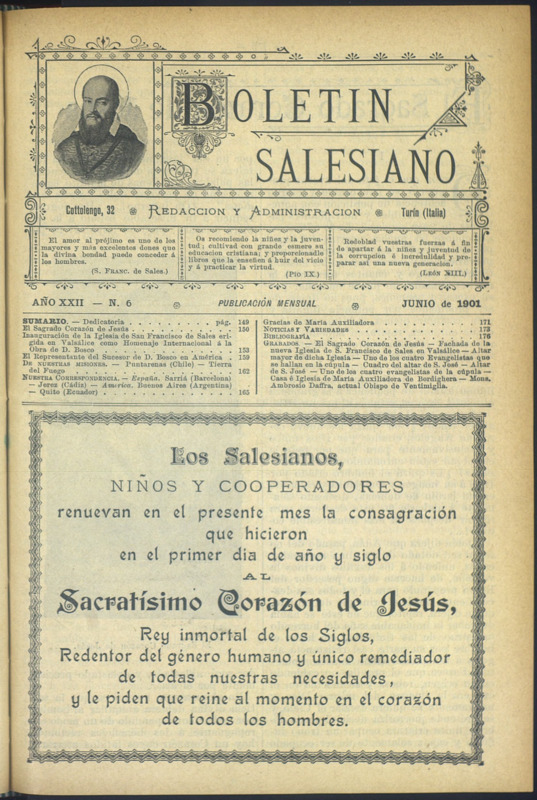 BOLETIN
SALESIANO
Cottolengo, 32 REDACCION Y ADMINISTRACION Turín (Italia)
El amor al prójimo es uno de los
mayores y más excelentes dones que
la divina bondad puede conceder á
los hombres.
(S. FRANC. de Sales.)
Os recomiendo la niñez y la juven-
tud; cultivad con grande esmero su
educacion cristiana; y proporcionadle
libros que la enseñen á huir del vicio
y á practicar la virtud.
(PIO IX.)
Redoblad vuestras fuerzas á fin
de apartar á la niñez y juventud de
la corrupcion é incredulidad y pre-
parar así una nueva generacion.
(LEÓN XIII.)
AÑO XXII — N. 6 PUBLICACIÓN MENSUAL JUNIO de 1901
SUMARIO. — Dedicatoria . . . pág. 149
El Sagrado Corazón de Jesús . . . 150
Inauguración de la Iglesia de San Francisco de Sales eri-
gida en Valsálice como Homenaje Internacional á la
Obra de D. Bosco . . . 153
El Representante del Sucesor de D. Bosco en América . 159
DE NUESTRAS MISIONES. — Puntarenas (Chile) — Tierra
del Fuego . . . 162
NUESTRA CORRESPONDENCIA. — España. Sarriá (Barcelona)
— Jerez (Cádiz) — America. Buenos Aires (Argentina)
— Quito (Ecuador) . . . 165
Gracias de María Auxiliadora . . . 171
NOTICIAS Y VARIEDADES . . . 173
BIBLIOGRAFÍA . . . 176
GRABADOS. — El Sagrado Corazón de Jesús — Fachada de la
nueva Iglesia de S. Francisco de Sales en Valsálice — Altar
mayor de dicha Iglesia — Uno de los cuatro Evangelistas que
se hallan en la cúpula — Cuadro del altar de S. José — Altar
de S. José — Uno de los cuatro evangelistas de la cúpula —
Casa é Iglesia de María Auxiliadora de Bordighera — Mons.
Ambrosio Daffra, actual Obispo de Ventimiglia.
Los Salesianos,
NIÑOS Y COOPERADORES
renuevan en el presente mes la consagración
que hicieron
en el primer dia de año y siglo
AL
Sacratísimo Corazón de Jesús,
Rey inmortal de los Siglos,
Redentor del género humano y único remediador
de todas nuestras necesidades,
y le piden que reine al momento en el corazón
de todos los hombres.